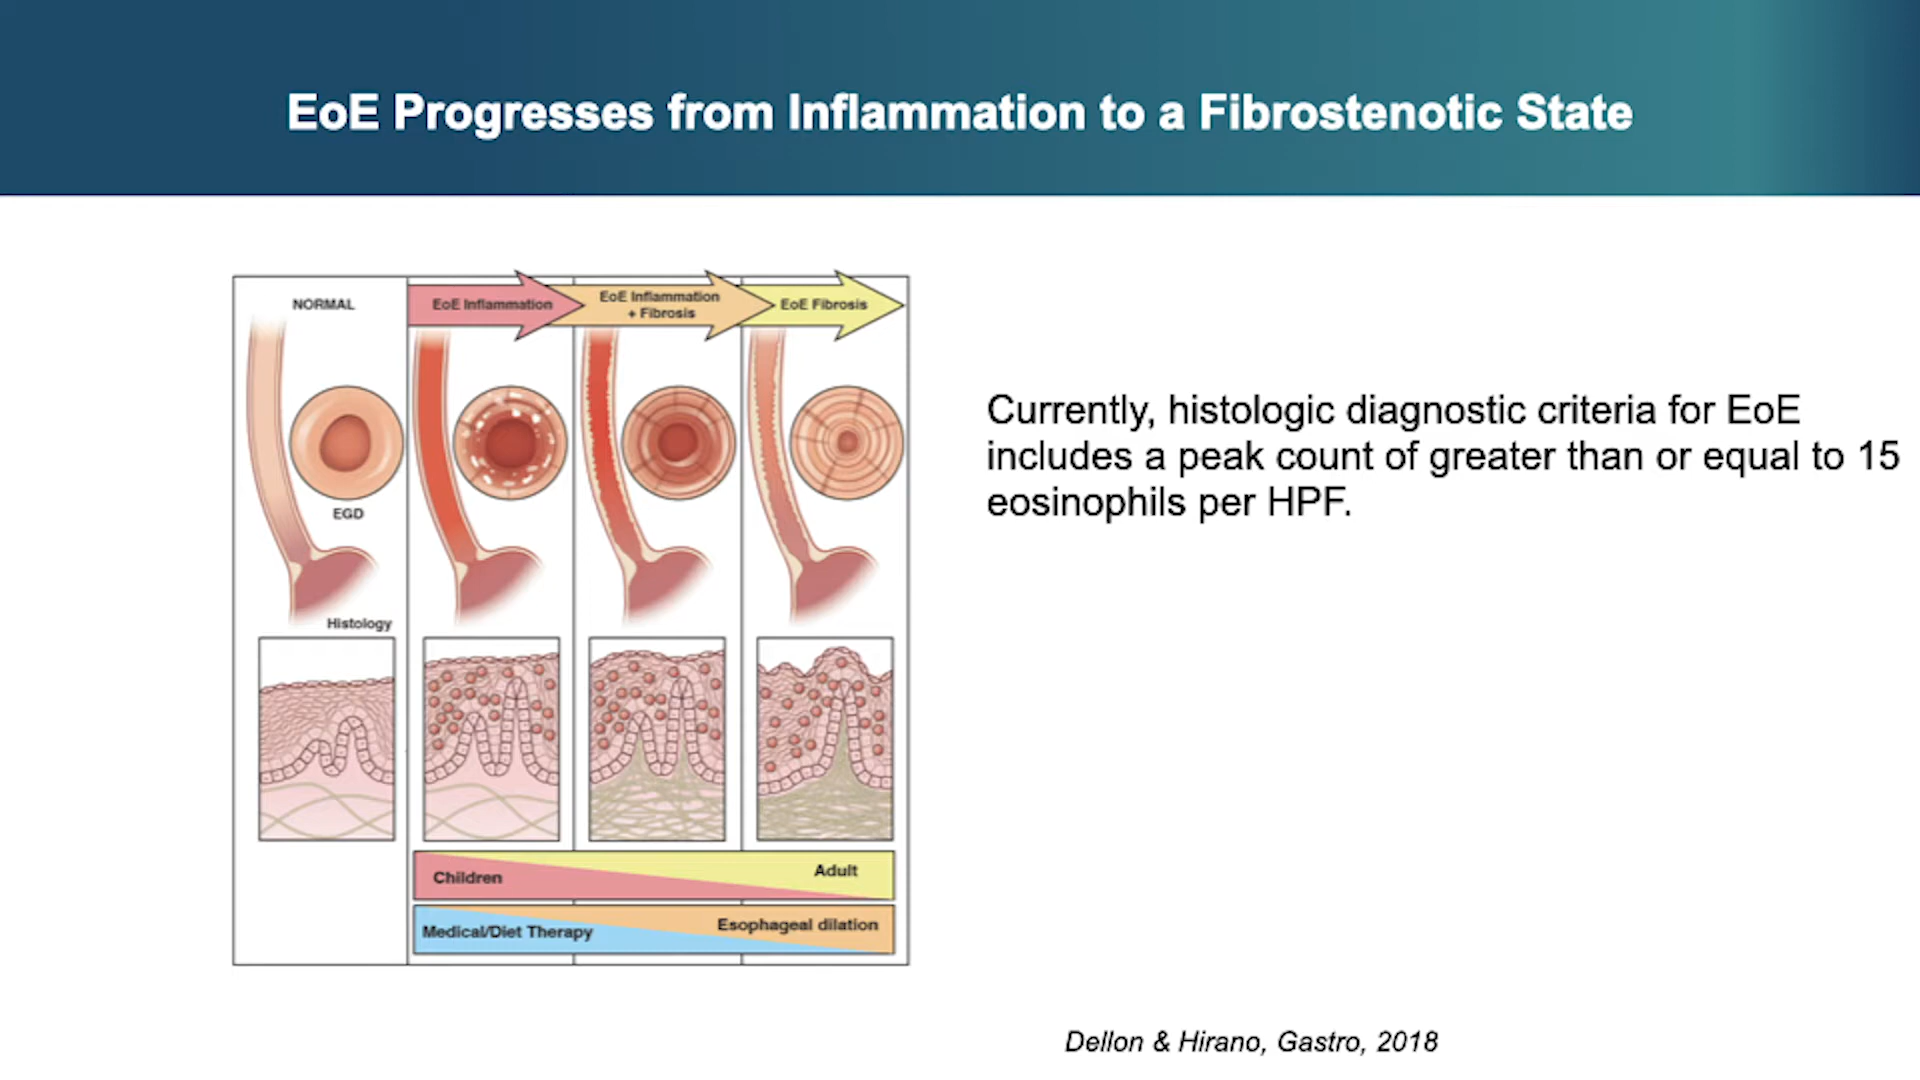 EoE Progresses from Inflammation to a Fibrostenotic State
NORMAL
EoE Inflammation
EoE Inflammation
+ Fibrosis
EoE Fibrosis
EGD
Histology
Children
Adult
Medical/Diet Therapy
Esophageal dilation
Currently, histologic diagnostic criteria for EoE
includes a peak count of greater than or equal to 15
eosinophils per HPF.
Dellon & Hirano, Gastro, 2018